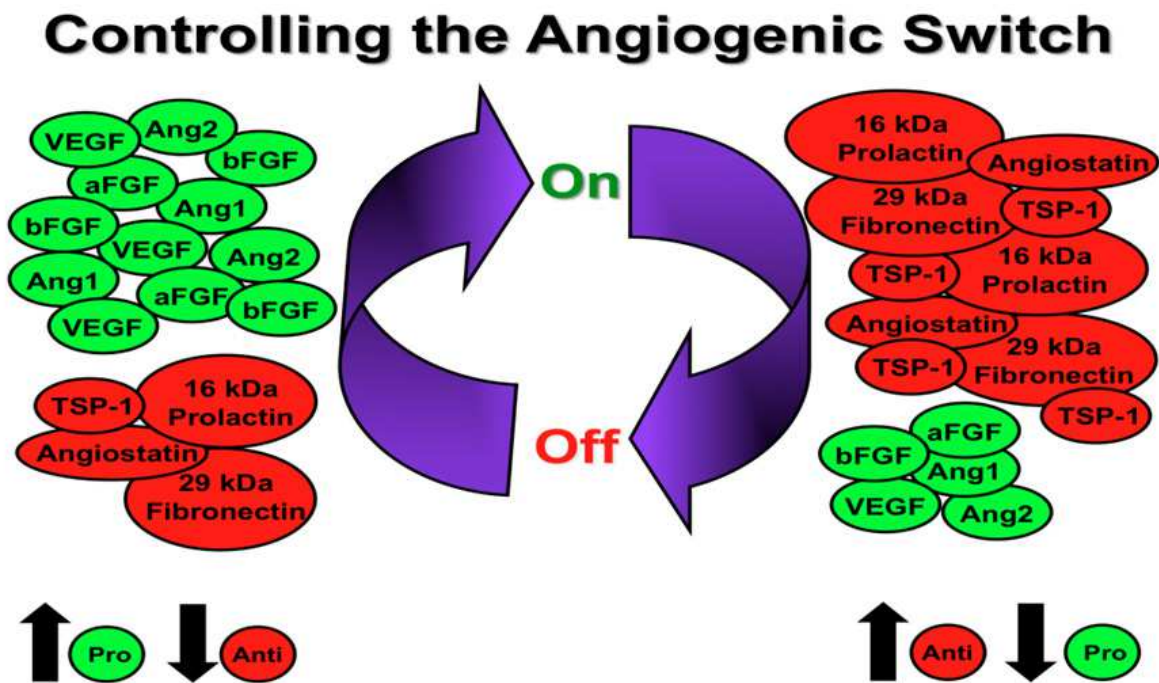 Controlling the Angiogenic Switch
VEGF
Ang2
bFGF
aFGF
Ang1
bFGF
VEGF
Ang2
Ang1
aFGF
bFGF
VEGF
TSP-1
16 kDa
Prolactin
Angiostatin
29 kDa
Fibronectin
Pro
Anti
On
Off
16 kDa
Prolactin
Angiostatin
29 kDa
Fibronectin
TSP-1
TSP-1
16 kDa
Prolactin
Angiostatin
TSP-1
29 kDa
Fibronectin
TSP-1
aFGF
bFGF
Ang1
VEGF
Ang2
Anti
Pro